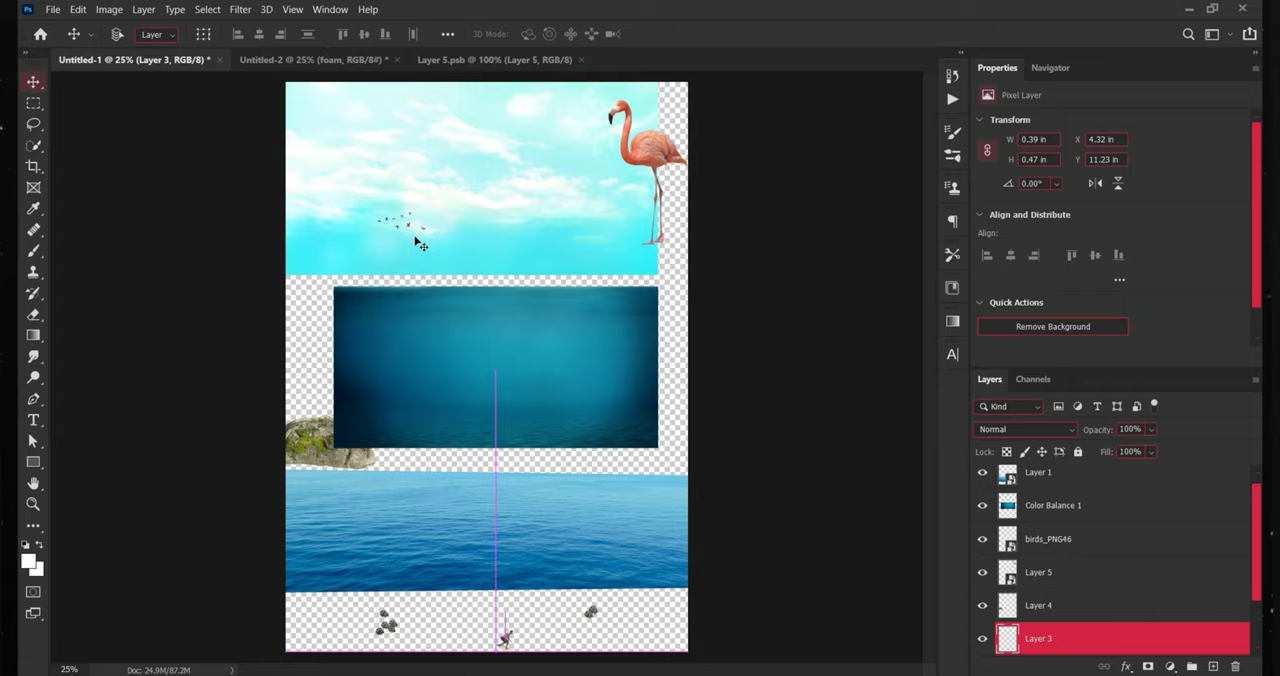 Ps File Edit Image Layer Type Select Filter 3D View Window Help
Layer 3D Mode:
Untitled-1 @ 25% (Layer 3, RGB/8) * Untitled-2 @ 25% (foam, RGB/8#) * Layer 5.psb @ 100% (Layer 5, RGB/8)
Properties Navigator
Pixel Layer
Transform
W 0.39 in X 4.32 in
H 0.47 in Y 11.23 in
0.00°
Align and Distribute
Align:
Quick Actions
Remove Background
Layers Channels
Kind
Normal Opacity: 100%
Lock: Fill: 100%
Layer 1
Color Balance 1
birds_PNG46
Layer 5
Layer 4
Layer 3
25% Doc: 24.9M/87.2M